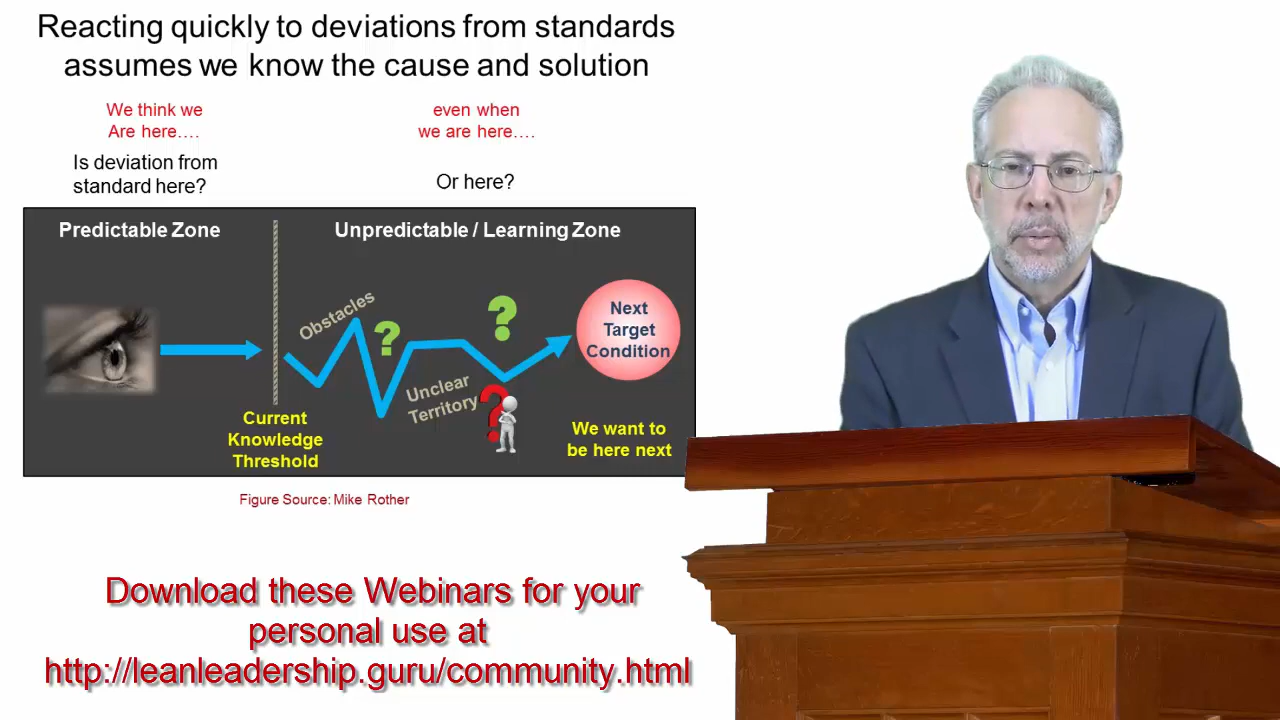 Reacting quickly to deviations from standards
assumes we know the cause and solution
We think we
Are here....
even when
we are here....
Is deviation from
standard here?
Or here?
Predictable Zone
Unpredictable / Learning Zone
Obstacles
?
?
Next
Target
Condition
Unclear
Territory
?
Current
Knowledge
Threshold
We want to
be here next
Figure Source: Mike Rother
Download these Webinars for your
personal use at
http://leanleadership.guru/community.html